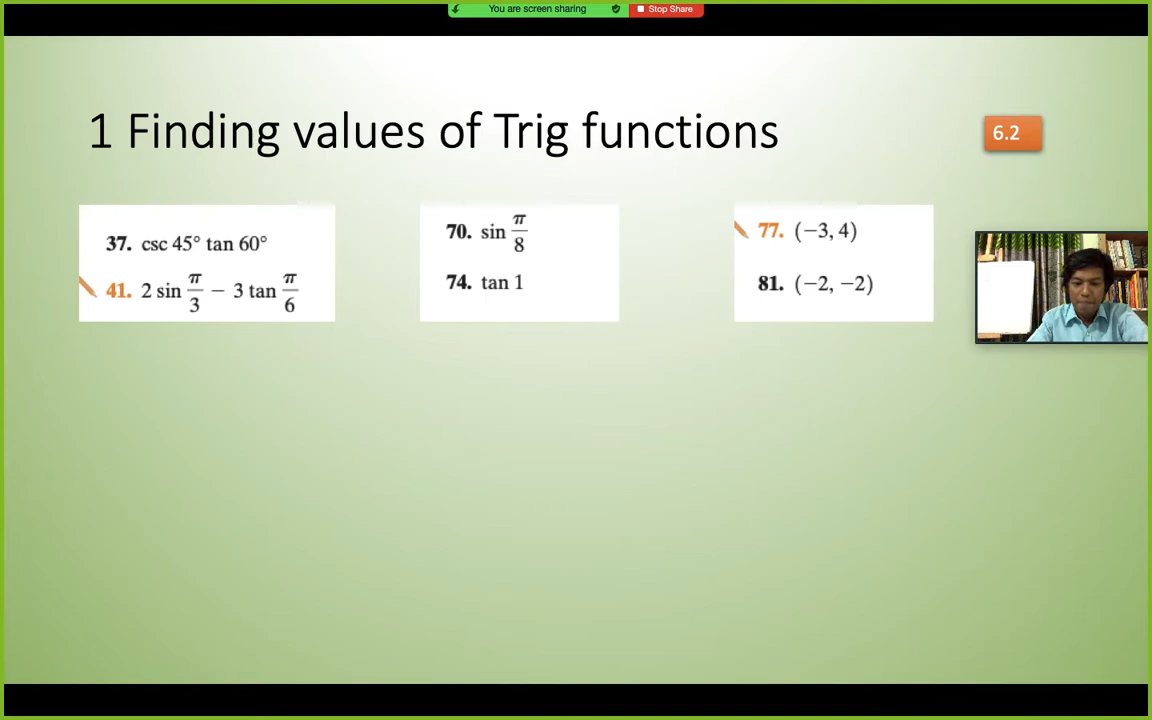 You are screen sharing
Stop Share
1 Finding values of Trig functions
6.2
37. csc 45° tan 60°
41. 2 sin π/3 − 3 tan π/6
70. sin π/8
74. tan 1
77. (−3, 4)
81. (−2, −2)